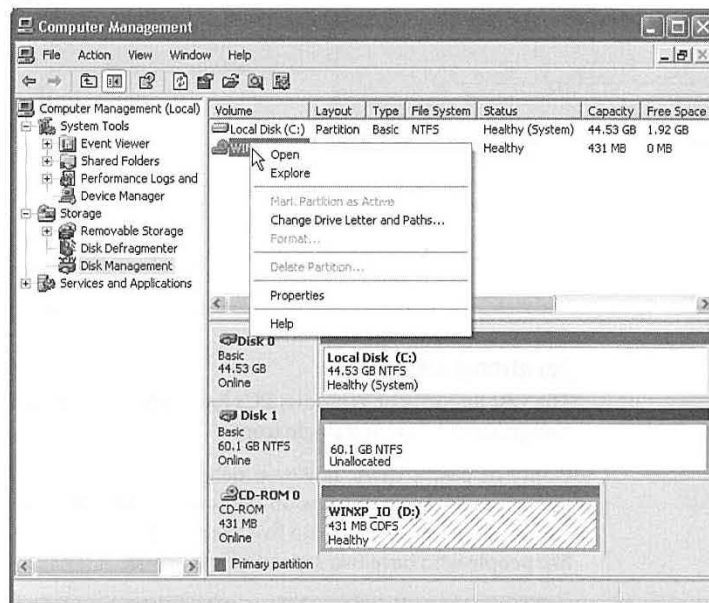 Computer Management
File Action View Window Help
Computer Management (Local)
System Tools
Event Viewer
Shared Folders
Performance Logs and
Device Manager
Storage
Removable Storage
Disk Defragmenter
Disk Management
Services and Applications
Volume Layout Type File System Status Capacity Free Space
Local Disk (C:) Partition Basic NTFS Healthy (System) 44.53 GB 1.92 GB
WIN Healthy 431 MB 0 MB
Open
Explore
Mark Partition as Active
Change Drive Letter and Paths...
Format...
Delete Partition...
Properties
Help
Disk 0
Basic
44.53 GB
Online
Local Disk (C:)
44.53 GB NTFS
Healthy (System)
Disk 1
Basic
60.1 GB NTFS
Online
60.1 GB NTFS
Unallocated
CD-ROM 0
CD-ROM
431 MB
Online
WINXP_IO (D:)
431 MB CDFS
Healthy
Primary partition